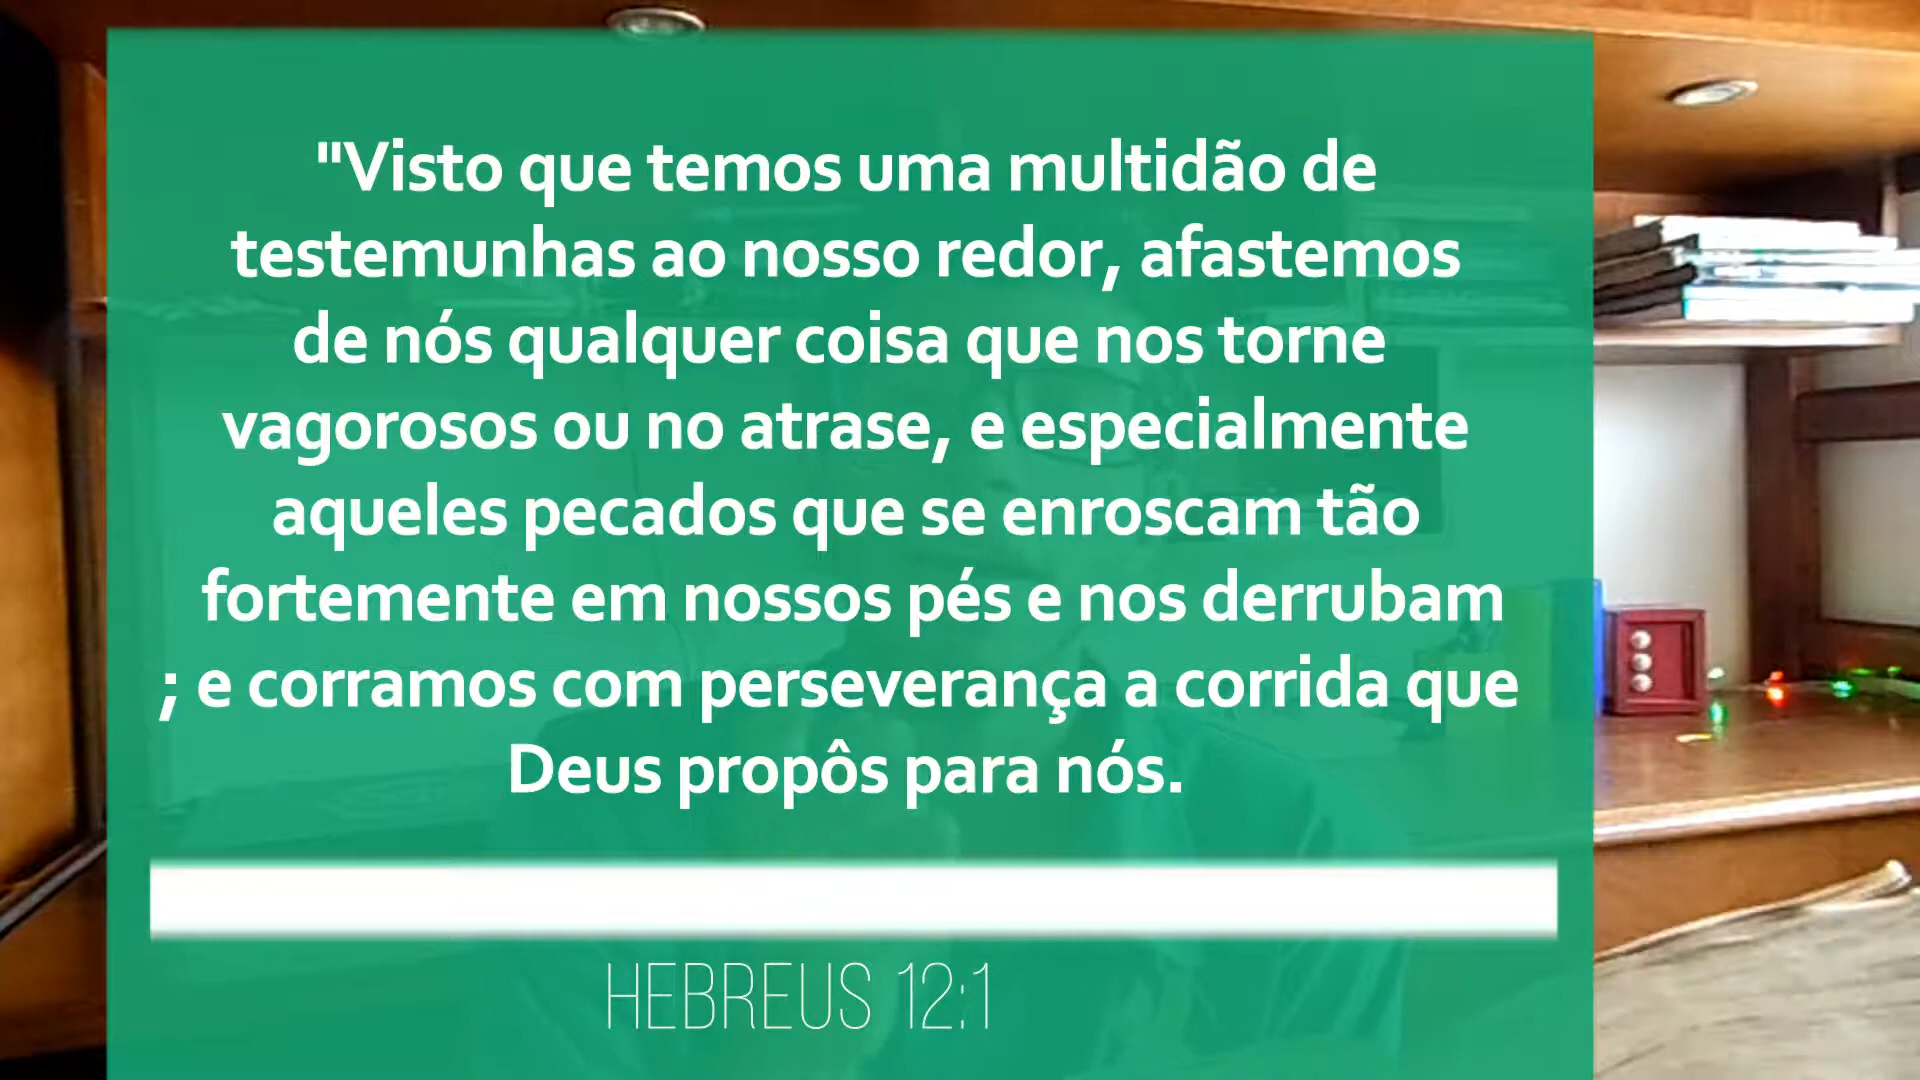 "Visto que temos uma multidão de
testemunhas ao nosso redor, afastemos
de nós qualquer coisa que nos torne
vagorosos ou no atrase, e especialmente
aqueles pecados que se enroscam tão
fortemente em nossos pés e nos derrubam
; e corramos com perseverança a corrida que
Deus propôs para nós.
HEBREUS 12:1